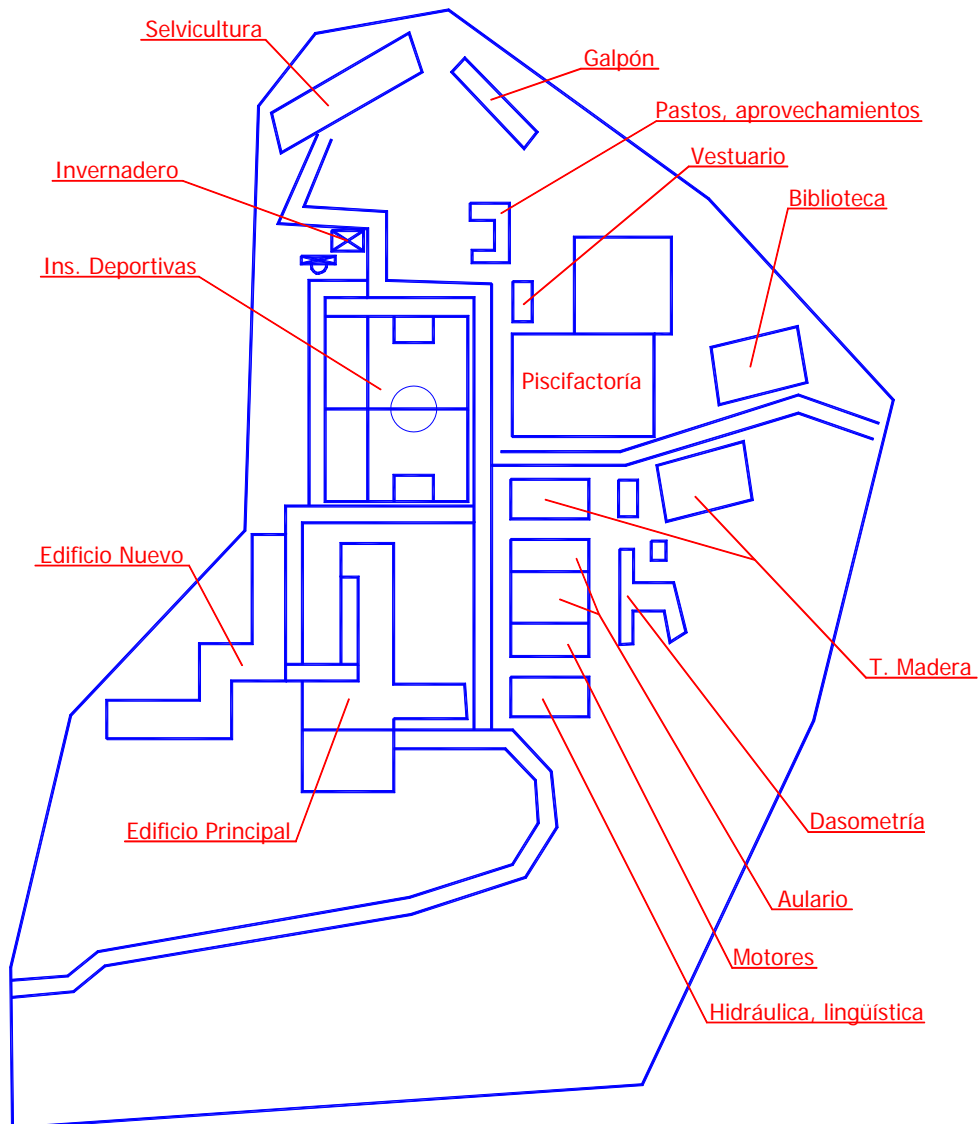 Selvicultura
Galpón
Pastos, aprovechamientos
Invernadero
Vestuario
Biblioteca
Ins. Deportivas
Piscifactoría
Edificio Nuevo
T. Madera
Edificio Principal
Dasometría
Aulario
Motores
Hidráulica, lingüística